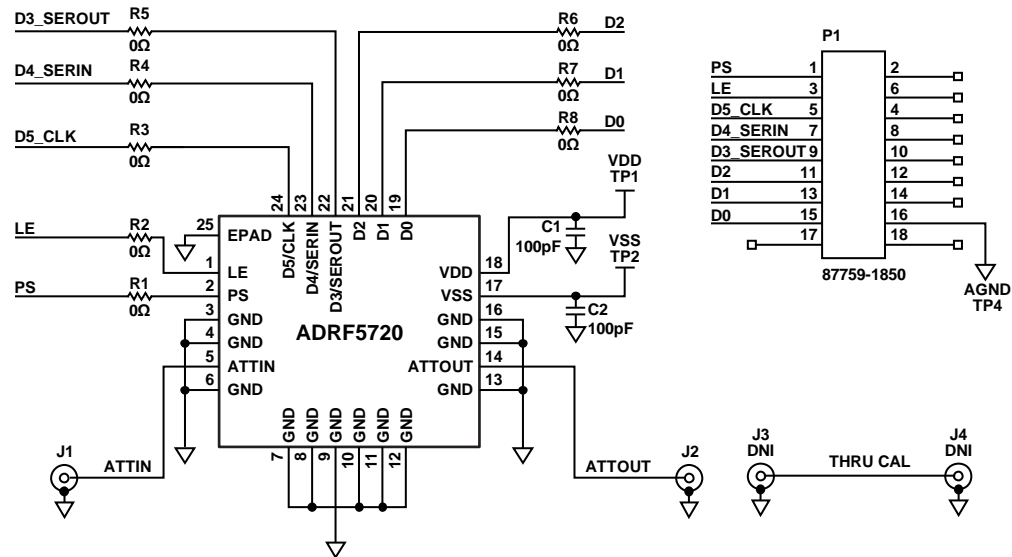 D3_SEROUT
R5
0Ω
D4_SERIN
R4
0Ω
D5_CLK
R3
0Ω
LE
R2
0Ω
PS
R1
0Ω
R6
0Ω
D2
R7
0Ω
D1
R8
0Ω
D0
24
23
22
21
20
19
D5/CLK
D4/SERIN
D3/SEROUT
D2
D1
D0
25
EPAD
1
LE
2
PS
3
GND
4
GND
5
ATTIN
6
GND
ADRF5720
VDD
18
VSS
17
GND
16
GND
15
ATTOUT
14
GND
13
GND
GND
GND
GND
GND
GND
7
8
9
10
11
12
VDD
TP1
C1
100pF
VSS
TP2
C2
100pF
J1
ATTIN
ATTOUT
J2
P1
PS
1
2
LE
3
6
D5_CLK
5
4
D4_SERIN
7
8
D3_SEROUT
9
10
D2
11
12
D1
13
14
D0
15
16
17
18
87759-1850
AGND
TP4
J3
DNI
THRU CAL
J4
DNI